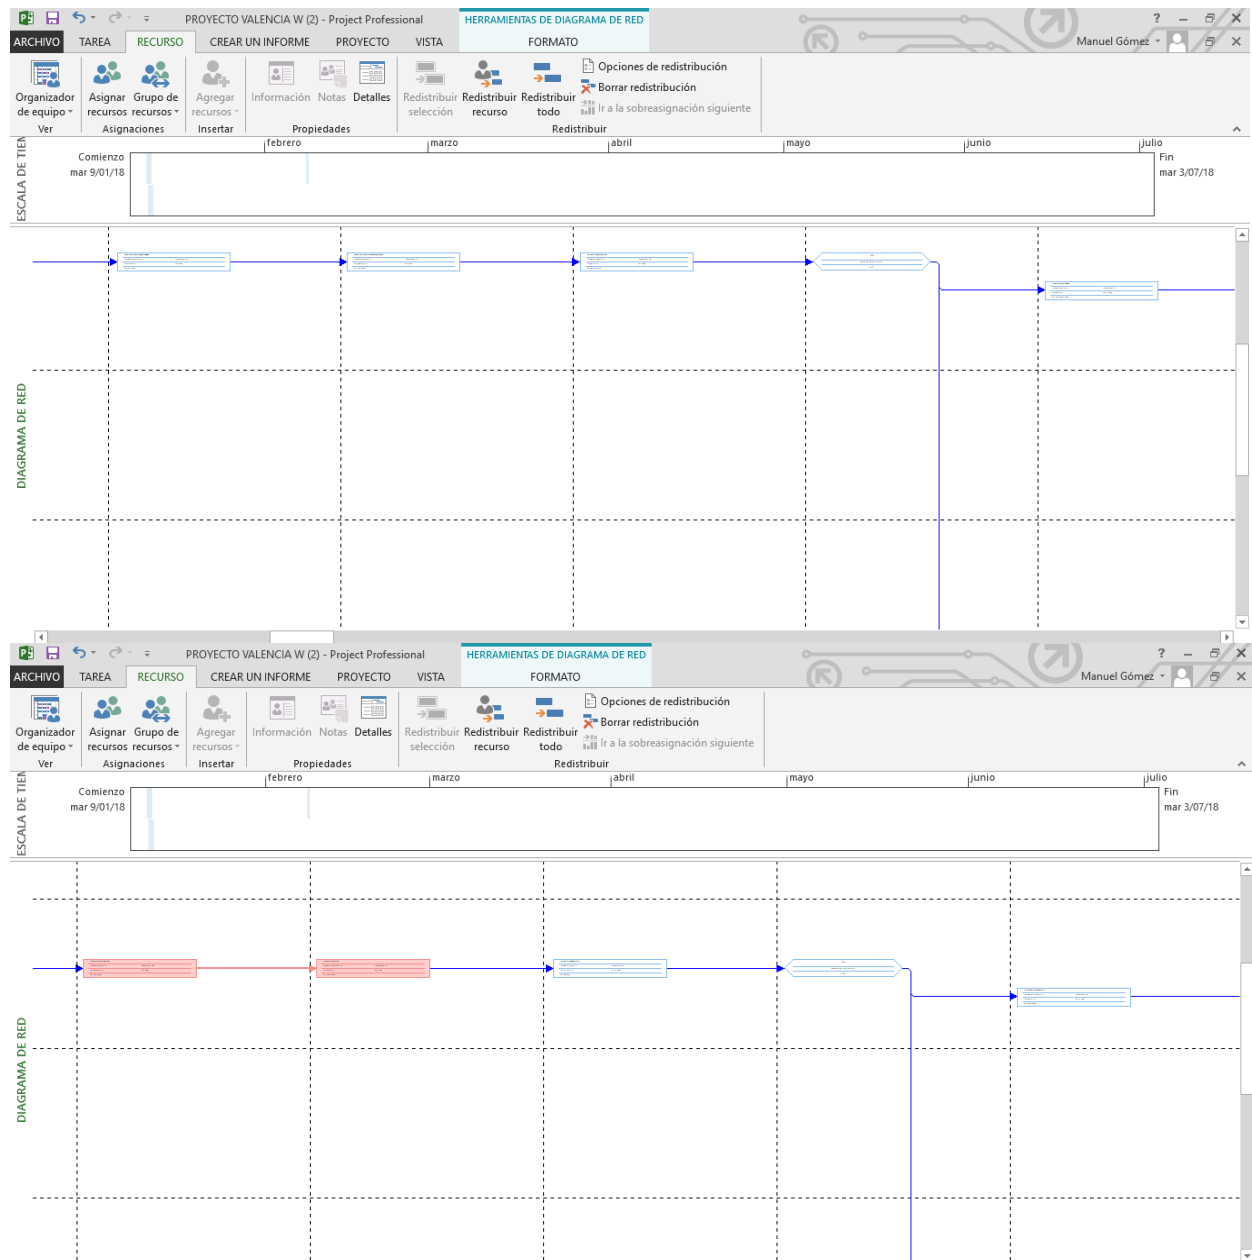 PROYECTO VALENCIA W (2) - Project Professional
HERRAMIENTAS DE DIAGRAMA DE RED
?
ARCHIVO TAREA RECURSO CREAR UN INFORME PROYECTO VISTA FORMATO Manuel Gómez
Organizador de equipo
Asignar recursos
Grupo de recursos
Agregar recursos
Información Notas Detalles
Redistribuir selección
Redistribuir recurso
Redistribuir todo
Opciones de redistribución
Borrar redistribución
Ir a la sobreasignación siguiente
Ver Asignaciones Insertar Propiedades Redistribuir
ESCALA DE TIEM
febrero marzo abril mayo junio julio
Comienzo
mar 9/01/18
Fin
mar 3/07/18
DIAGRAMA DE RED
PROYECTO VALENCIA W (2) - Project Professional
HERRAMIENTAS DE DIAGRAMA DE RED
?
ARCHIVO TAREA RECURSO CREAR UN INFORME PROYECTO VISTA FORMATO Manuel Gómez
Organizador de equipo
Asignar recursos
Grupo de recursos
Agregar recursos
Información Notas Detalles
Redistribuir selección
Redistribuir recurso
Redistribuir todo
Opciones de redistribución
Borrar redistribución
Ir a la sobreasignación siguiente
Ver Asignaciones Insertar Propiedades Redistribuir
ESCALA DE TIEM
febrero marzo abril mayo junio julio
Comienzo
mar 9/01/18
Fin
mar 3/07/18
DIAGRAMA DE RED